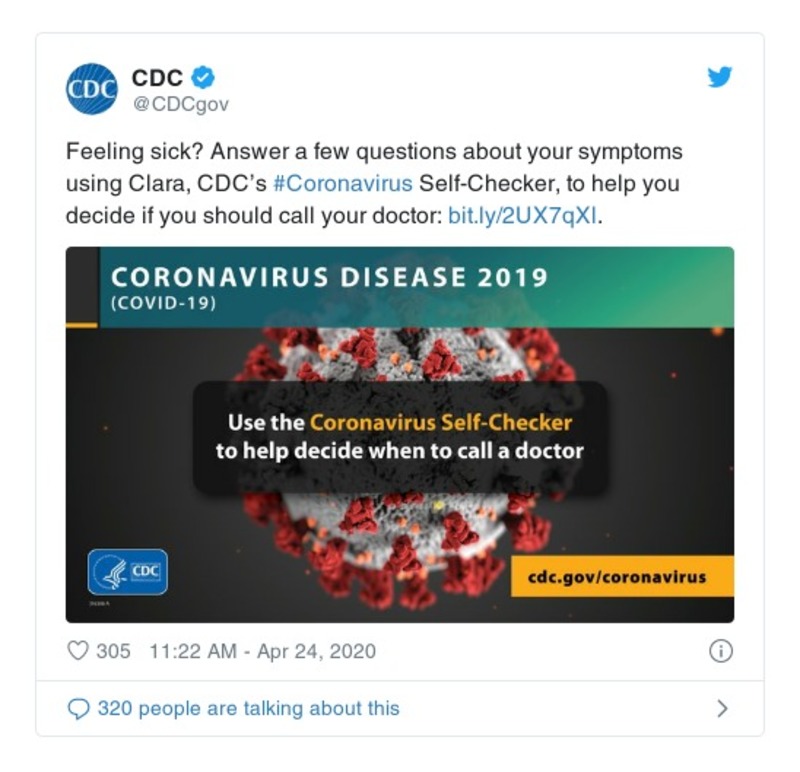 CDC
CDC
@CDCgov
Feeling sick? Answer a few questions about your symptoms
using Clara, CDC’s #Coronavirus Self-Checker, to help you
decide if you should call your doctor: bit.ly/2UX7qXI.
CORONAVIRUS DISEASE 2019
(COVID-19)
Use the Coronavirus Self-Checker
to help decide when to call a doctor
CDC
cdc.gov/coronavirus
305 11:22 AM - Apr 24, 2020
320 people are talking about this